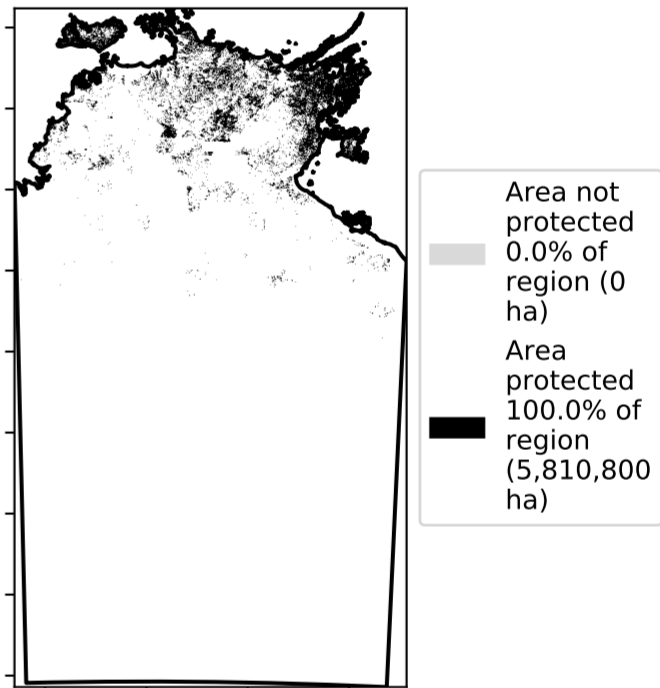 Area not
protected
0.0% of
region (0
ha)
Area
protected
100.0% of
region
(5,810,800
ha)